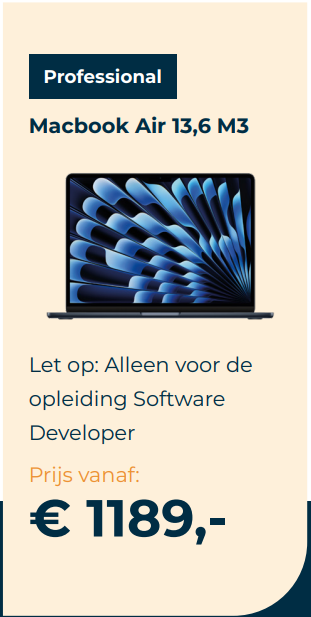 Professional
Macbook Air 13,6 M3
Let op: Alleen voor de
opleiding Software
Developer
Prijs vanaf:
€ 1189,-